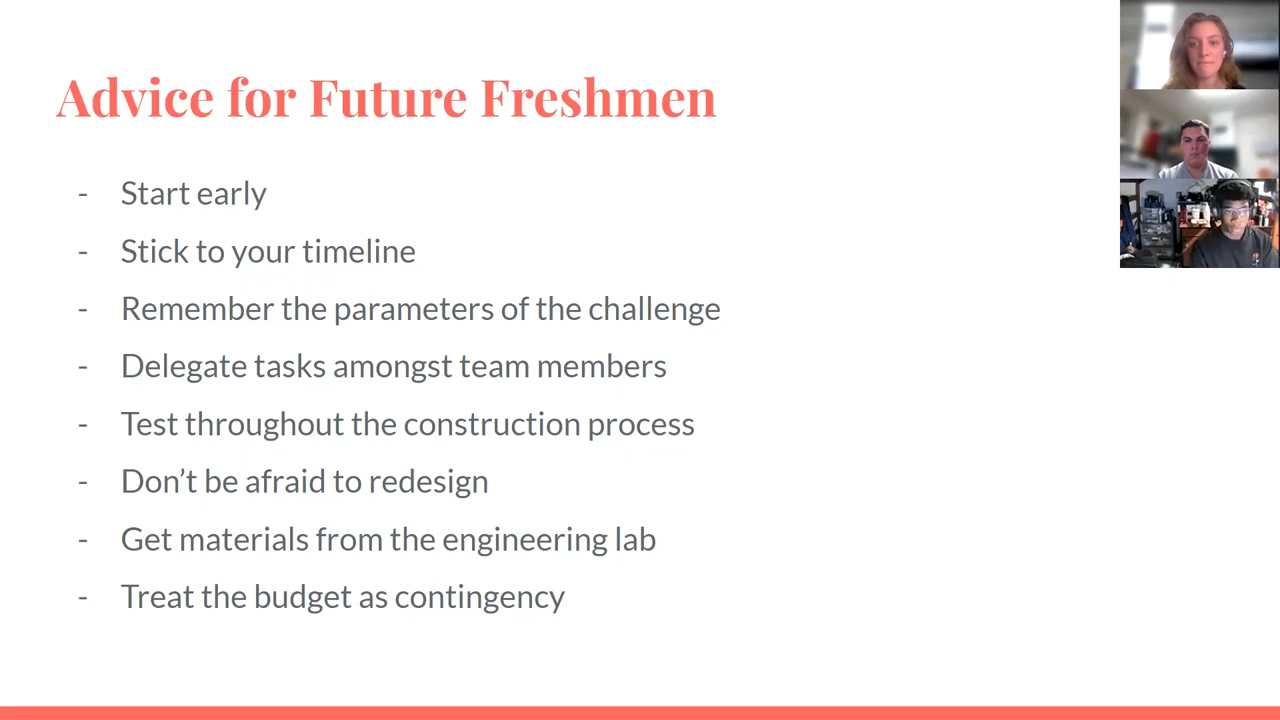 Advice for Future Freshmen
- Start early
- Stick to your timeline
- Remember the parameters of the challenge
- Delegate tasks amongst team members
- Test throughout the construction process
- Don’t be afraid to redesign
- Get materials from the engineering lab
- Treat the budget as contingency